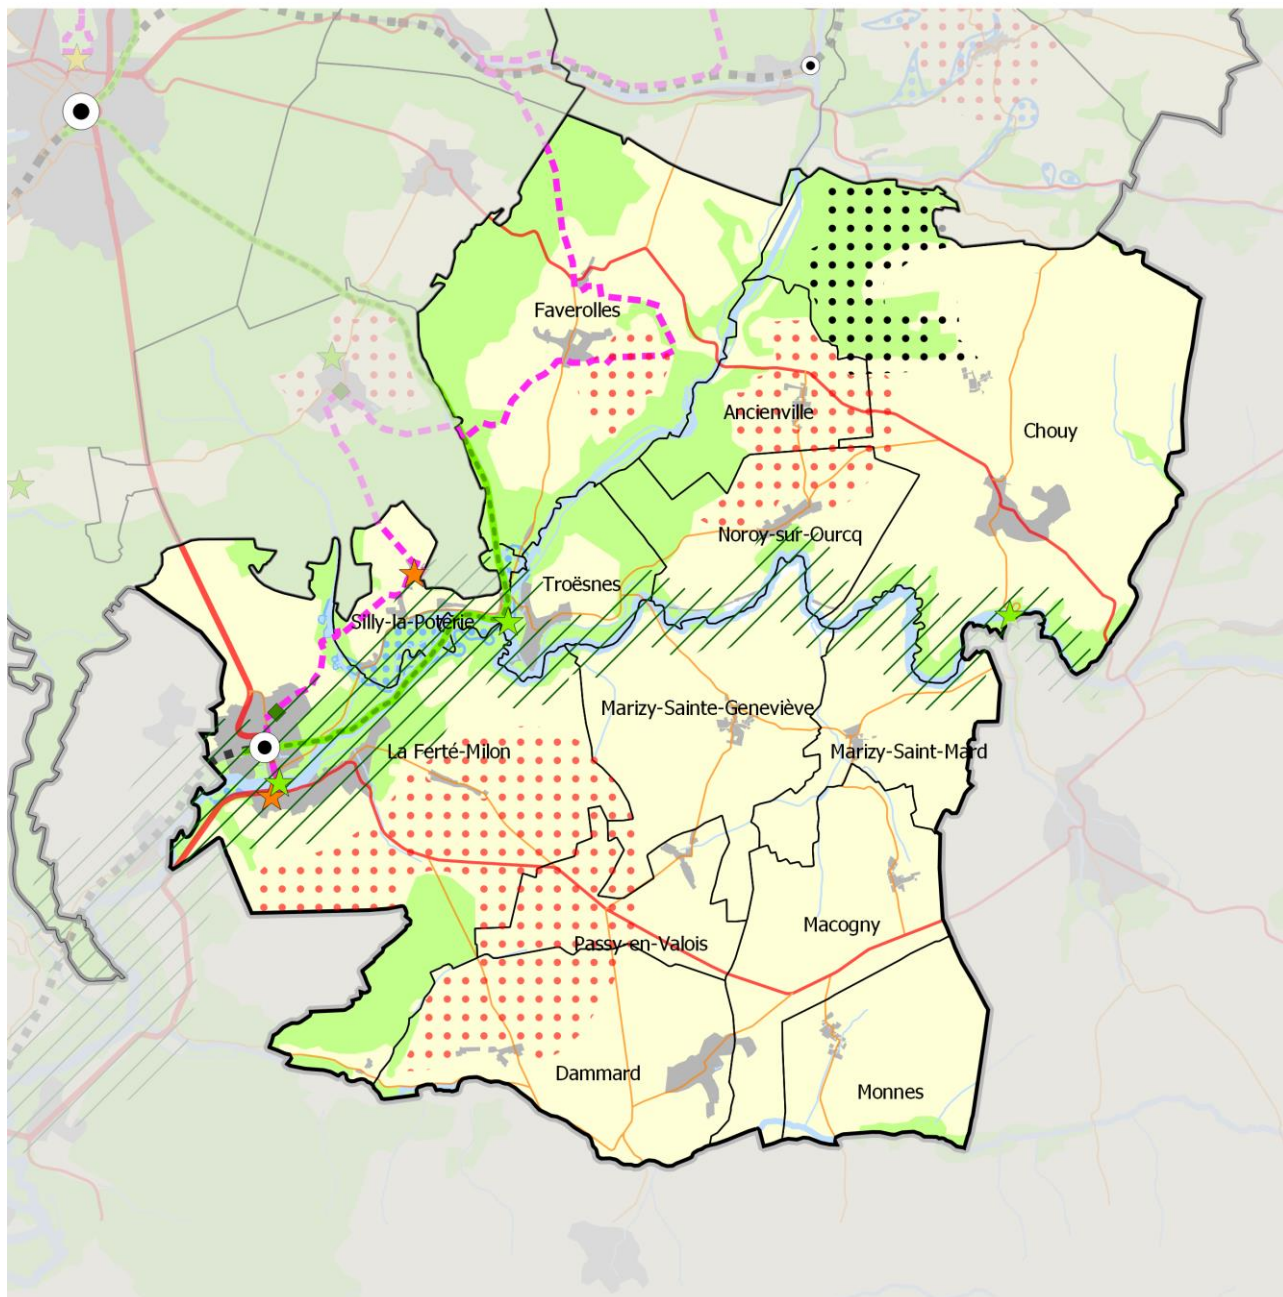 Faverolles
Ancienville
Chouy
Noroy-sur-Ourcq
Troësnes
Silly-la-Poterie
Marizy-Sainte-Geneviève
La Ferté-Milon
Marizy-Saint-Mard
Macogny
Passy-en-Valois
Dammard
Monnes